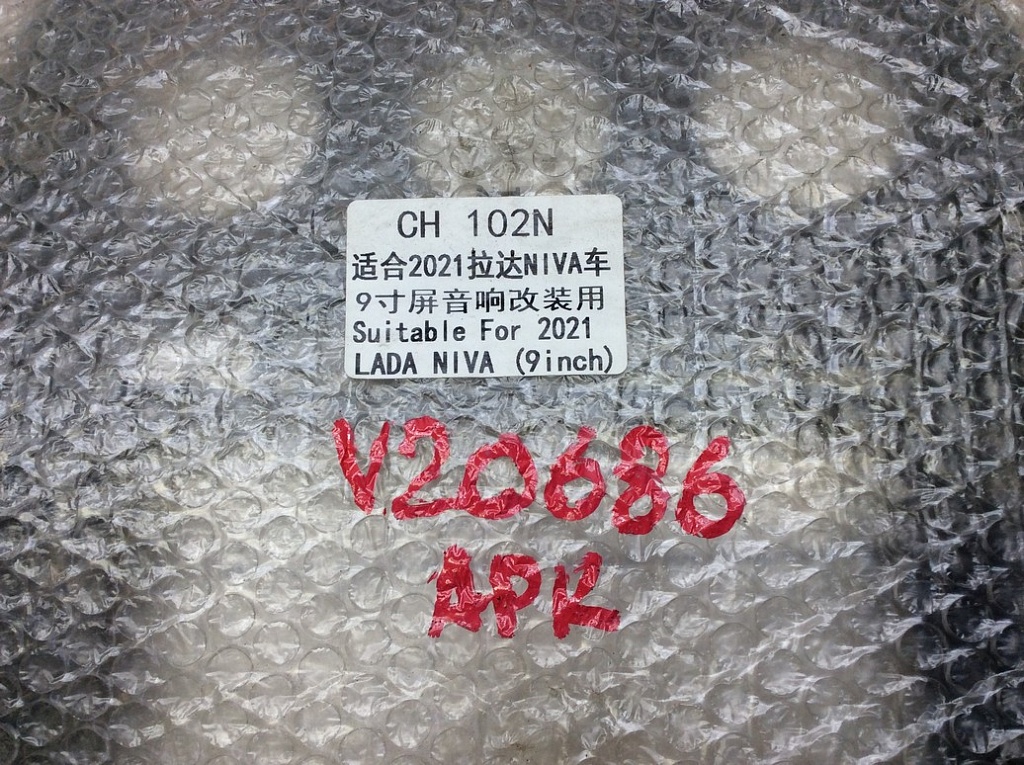 CH 102N
适合2021拉达NIVA车
9寸屏音响改装用
Suitable For 2021
LADA NIVA (9inch)
V.20686
APK